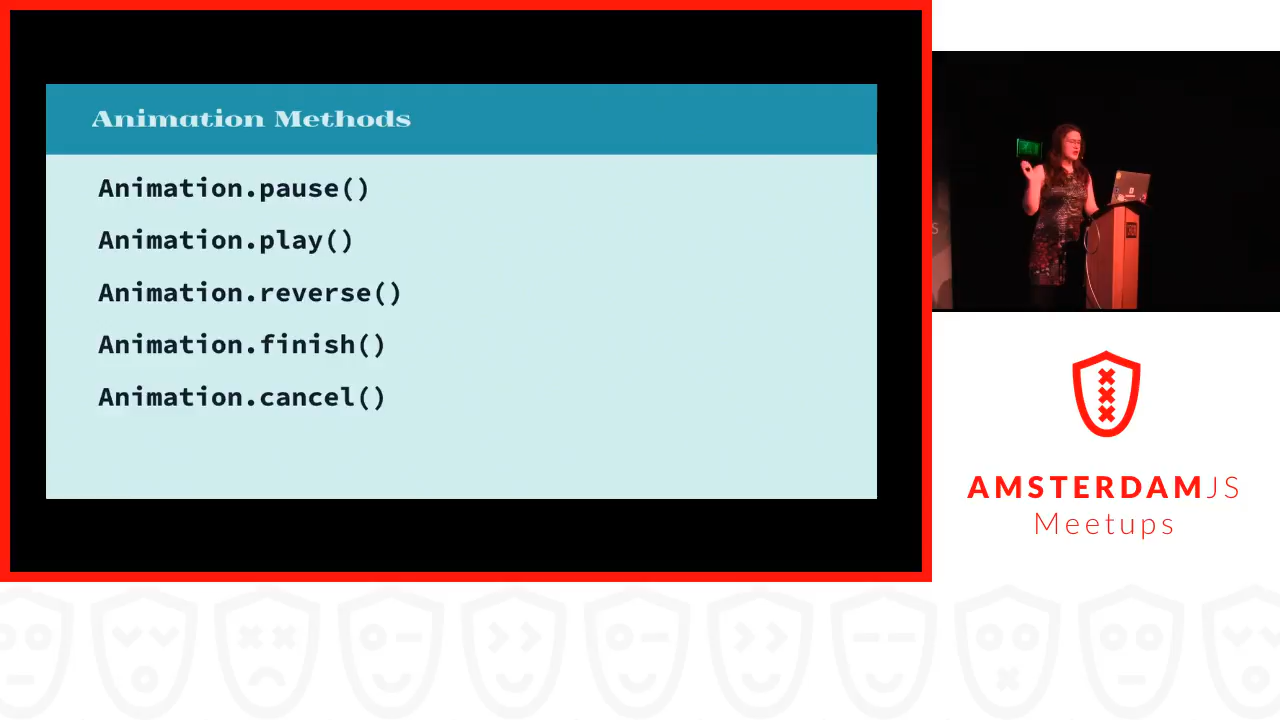 Animation Methods
Animation.pause()
Animation.play()
Animation.reverse()
Animation.finish()
Animation.cancel()
AMSTERDAMJS
Meetups